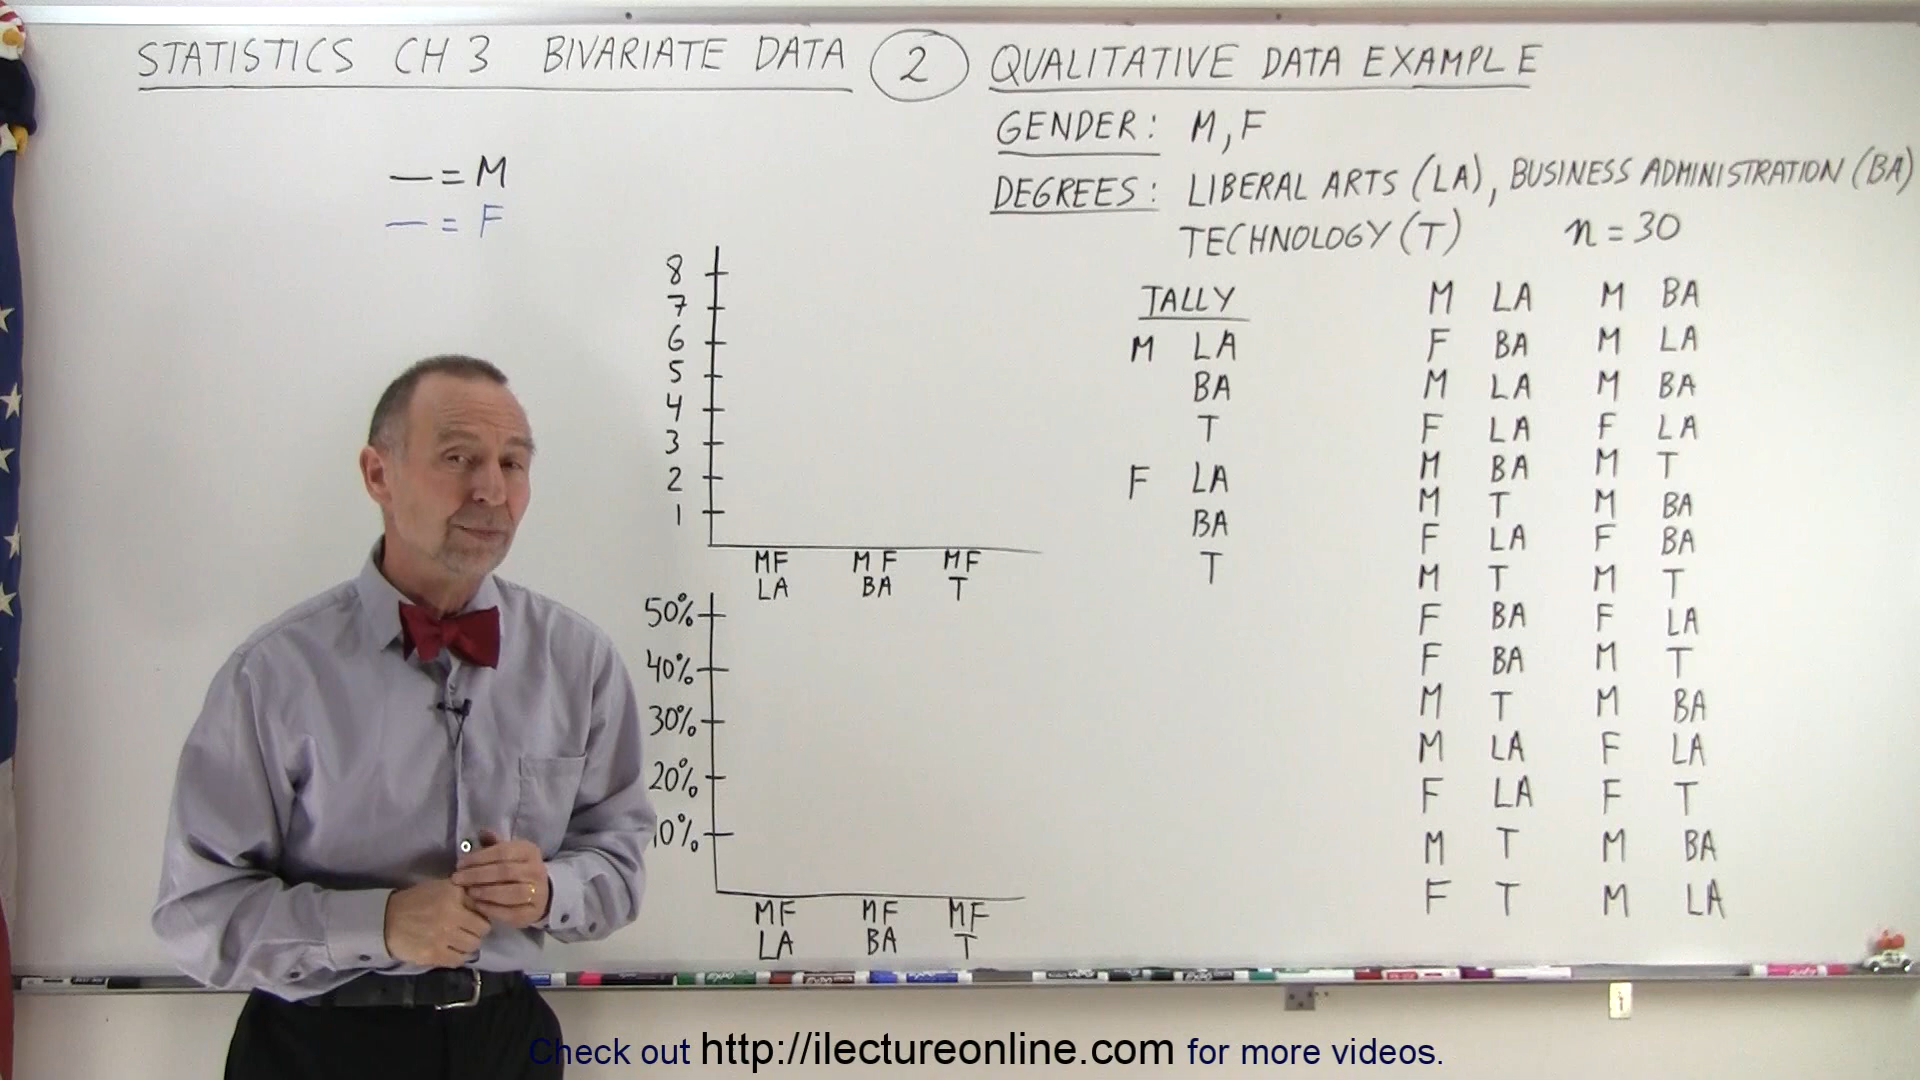 STATISTICS CH 3 BIVARIATE DATA 2 QUALITATIVE DATA EXAMPLE
GENDER: M, F
DEGREES: LIBERAL ARTS (LA), BUSINESS ADMINISTRATION (BA)
TECHNOLOGY (T) n = 30
— = M
— = F
8
7
6
5
4
3
2
1
MF MF MF
LA BA T
50%
40%
30%
20%
10%
MF MF MF
LA BA T
TALLY
M LA
BA
T
F LA
BA
T
M LA M BA
F BA M LA
M LA M BA
F LA F LA
M BA M T
M T M BA
F LA F BA
M T M T
F BA F LA
F BA M T
M T M BA
M LA F LA
F LA F T
M T M BA
F T M LA
Check out http://ilectureonline.com for more videos.